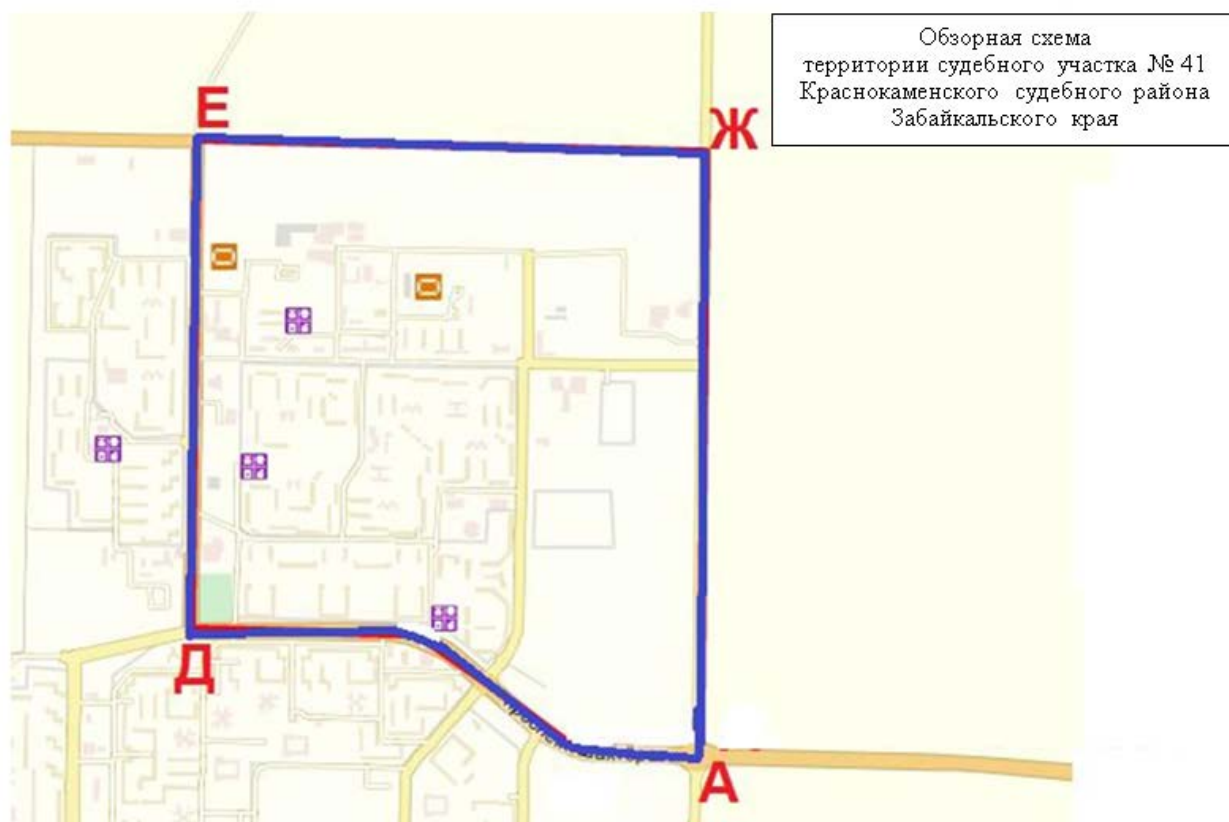 Обзорная схема
территории судебного участка № 41
Краснокаменского судебного района
Забайкальского края
Е
Ж
Д
А